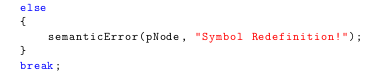 else
{
    semanticError(pNode, "Symbol Redefinition!");
}
break;